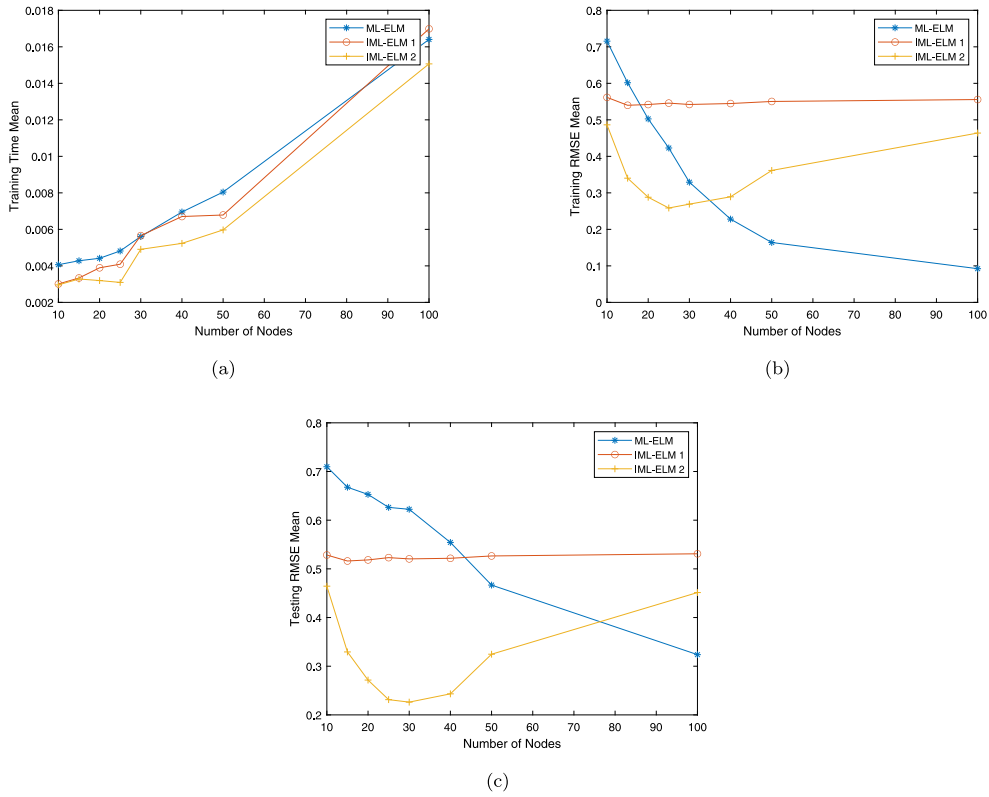 0.018
0.016
0.014
0.012
0.01
0.008
0.006
0.004
0.002
Training Time Mean
ML-ELM
IML-ELM 1
IML-ELM 2
10 20 30 40 50 60 70 80 90 100
Number of Nodes
(a)
0.8
0.7
0.6
0.5
0.4
0.3
0.2
0.1
0
Training RMSE Mean
ML-ELM
IML-ELM 1
IML-ELM 2
10 20 30 40 50 60 70 80 90 100
Number of Nodes
(b)
0.8
0.7
0.6
0.5
0.4
0.3
0.2
Testing RMSE Mean
ML-ELM
IML-ELM 1
IML-ELM 2
10 20 30 40 50 60 70 80 90 100
Number of Nodes
(c)